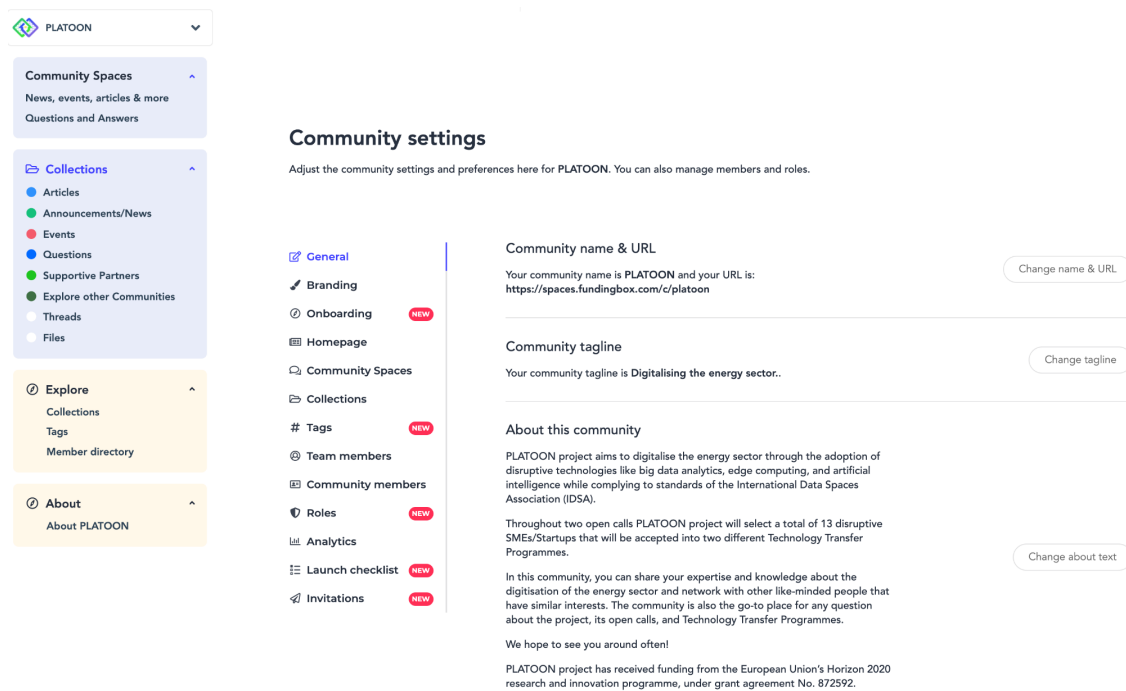 PLATOON
Community Spaces
News, events, articles & more
Questions and Answers
Collections
Articles
Announcements/News
Events
Questions
Supportive Partners
Explore other Communities
Threads
Files
Explore
Collections
Tags
Member directory
About
About PLATOON
Community settings
Adjust the community settings and preferences here for PLATOON. You can also manage members and roles.
General
Branding
Onboarding NEW
Homepage
Community Spaces
Collections
# Tags NEW
Team members
Community members
Roles NEW
Analytics
Launch checklist NEW
Invitations NEW
Community name & URL
Your community name is PLATOON and your URL is:
https://spaces.fundingbox.com/c/platoon
Change name & URL
Community tagline
Your community tagline is Digitalising the energy sector..
Change tagline
About this community
PLATOON project aims to digitalise the energy sector through the adoption of
disruptive technologies like big data analytics, edge computing, and artificial
intelligence while complying to standards of the International Data Spaces
Association (IDSA).
Throughout two open calls PLATOON project will select a total of 13 disruptive
SMEs/Startups that will be accepted into two different Technology Transfer
Programmes.
In this community, you can share your expertise and knowledge about the
digitisation of the energy sector and network with other like-minded people that
have similar interests. The community is also the go-to place for any question
about the project, its open calls, and Technology Transfer Programmes.
We hope to see you around often!
PLATOON project has received funding from the European Union's Horizon 2020
research and innovation programme, under grant agreement No. 872592.
Change about text